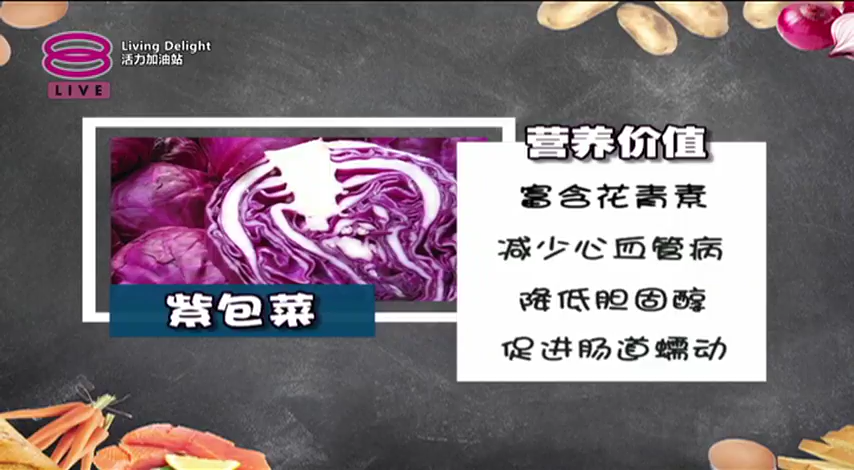 8
LIVE
Living Delight
活力加油站
紫包菜
营养价值
富含花青素
减少心血管病
降低胆固醇
促进肠道蠕动